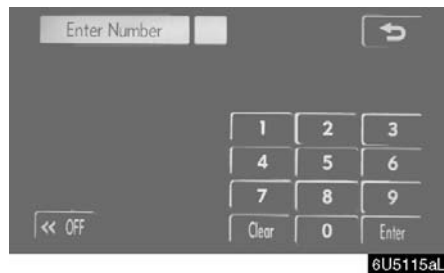 Enter Number
1 2 3
4 5 6
7 8 9
<< OFF Clear 0 Enter
6U5115aL